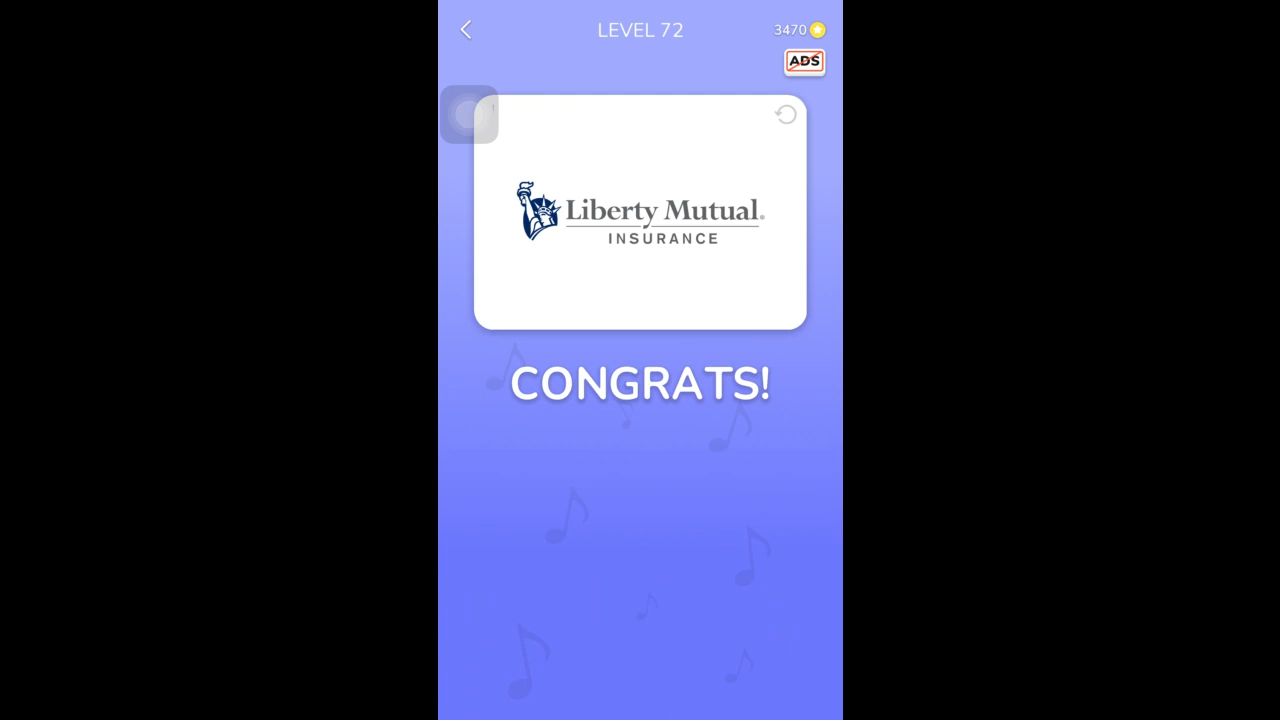 LEVEL 72
3470
ADS
Liberty Mutual®
INSURANCE
CONGRATS!